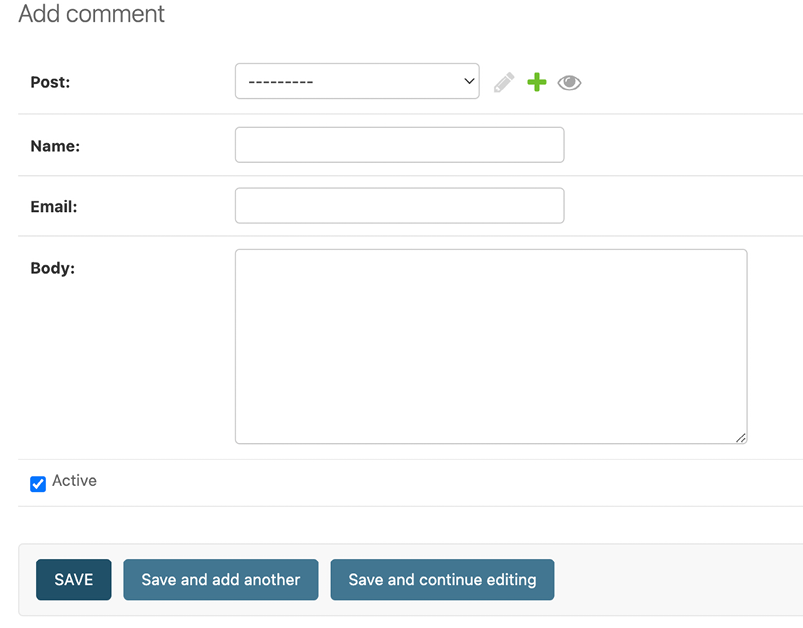 Add comment
Post:
---------
Name:
Email:
Body:
Active
SAVE
Save and add another
Save and continue editing